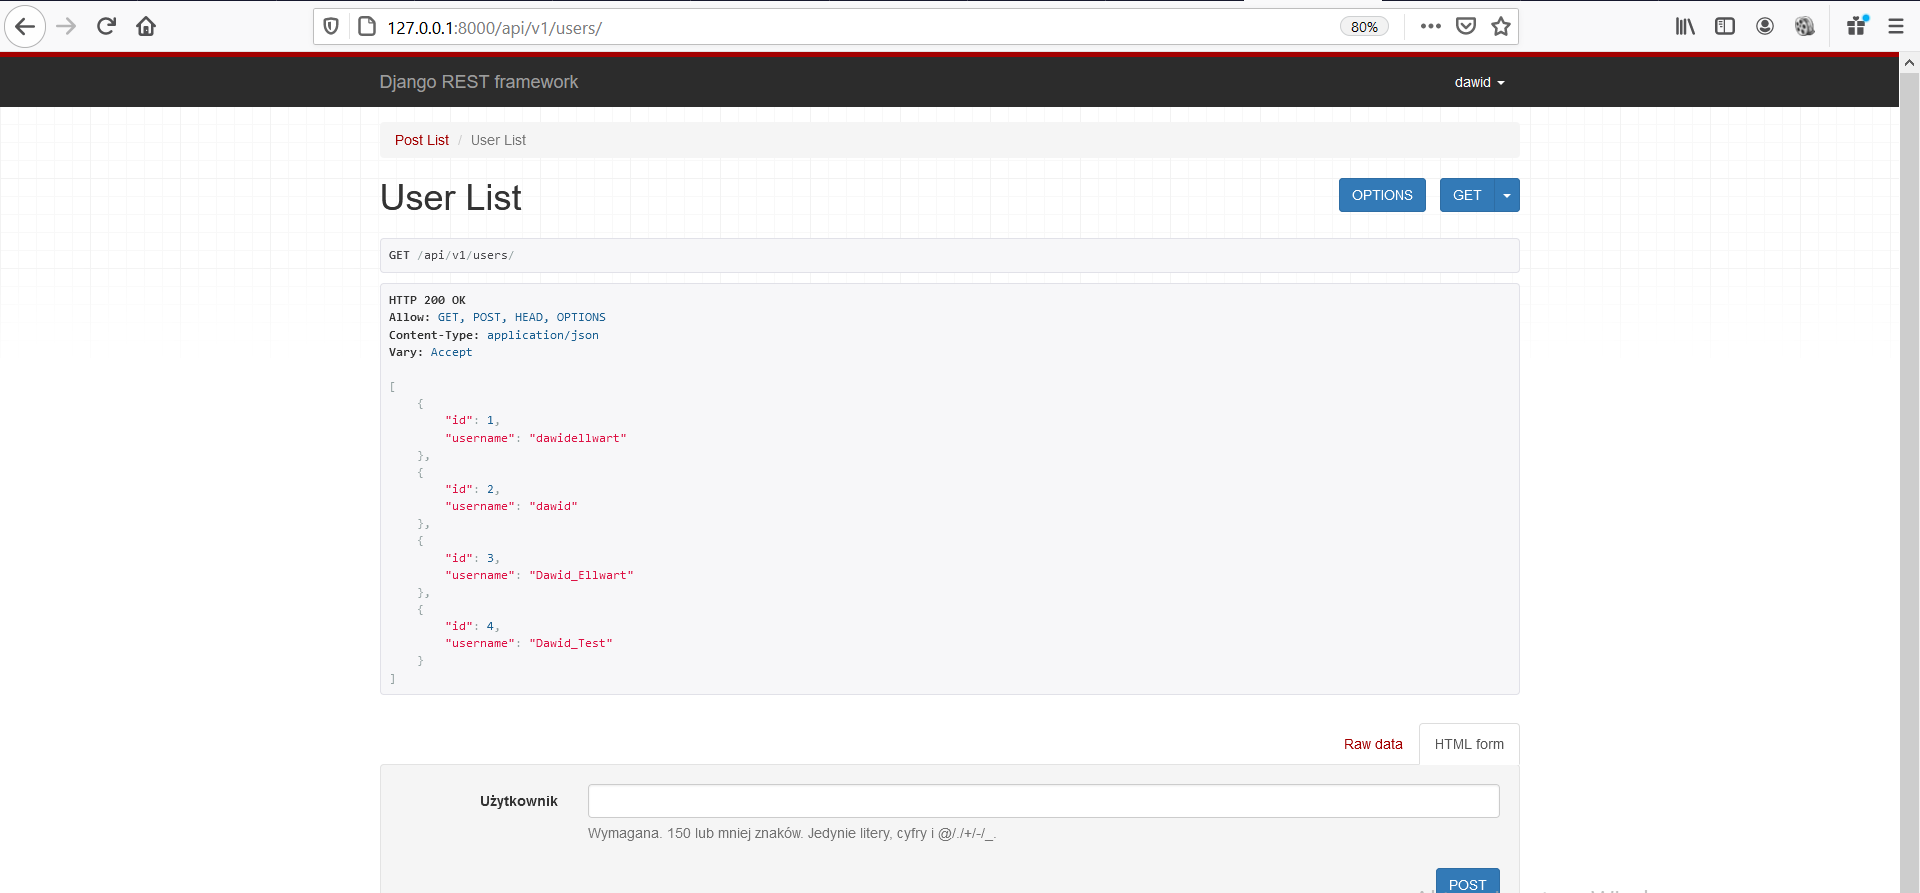 127.0.0.1:8000/api/v1/users/
80%
Django REST framework
dawid
Post List / User List
User List
OPTIONS
GET
GET /api/v1/users/
HTTP 200 OK
Allow: GET, POST, HEAD, OPTIONS
Content-Type: application/json
Vary: Accept
[
    {
        "id": 1,
        "username": "dawidellwart"
    },
    {
        "id": 2,
        "username": "dawid"
    },
    {
        "id": 3,
        "username": "Dawid_Ellwart"
    },
    {
        "id": 4,
        "username": "Dawid_Test"
    }
]
Raw data
HTML form
Użytkownik
Wymagana. 150 lub mniej znaków. Jedynie litery, cyfry i @/./+/-/_.
POST